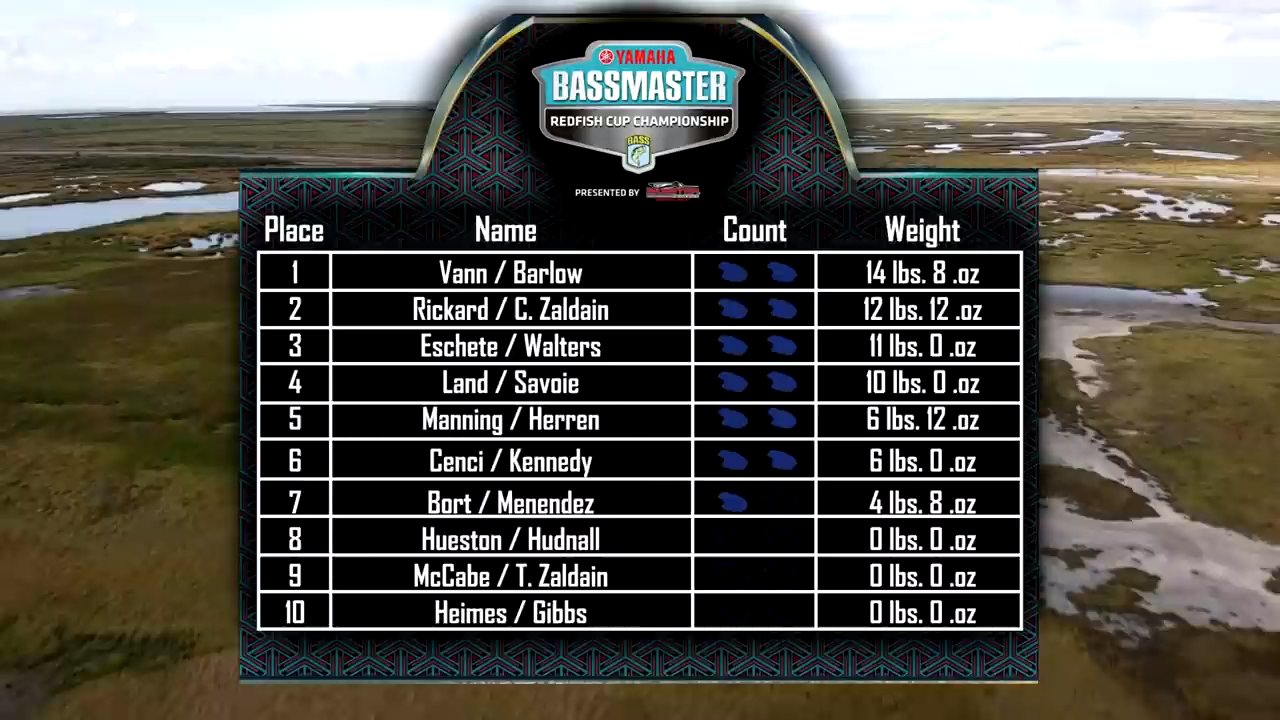 YAMAHA
BASSMASTER
REDFISH CUP CHAMPIONSHIP
BASS
PRESENTED BY
Place Name Count Weight
1 Vann / Barlow 14 lbs. 8 .oz
2 Rickard / C. Zaldain 12 lbs. 12 .oz
3 Eschete / Walters 11 lbs. 0 .oz
4 Land / Savoie 10 lbs. 0 .oz
5 Manning / Herren 6 lbs. 12 .oz
6 Cenci / Kennedy 6 lbs. 0 .oz
7 Bort / Menendez 4 lbs. 8 .oz
8 Hueston / Hudnall 0 lbs. 0 .oz
9 McCabe / T. Zaldain 0 lbs. 0 .oz
10 Heimes / Gibbs 0 lbs. 0 .oz